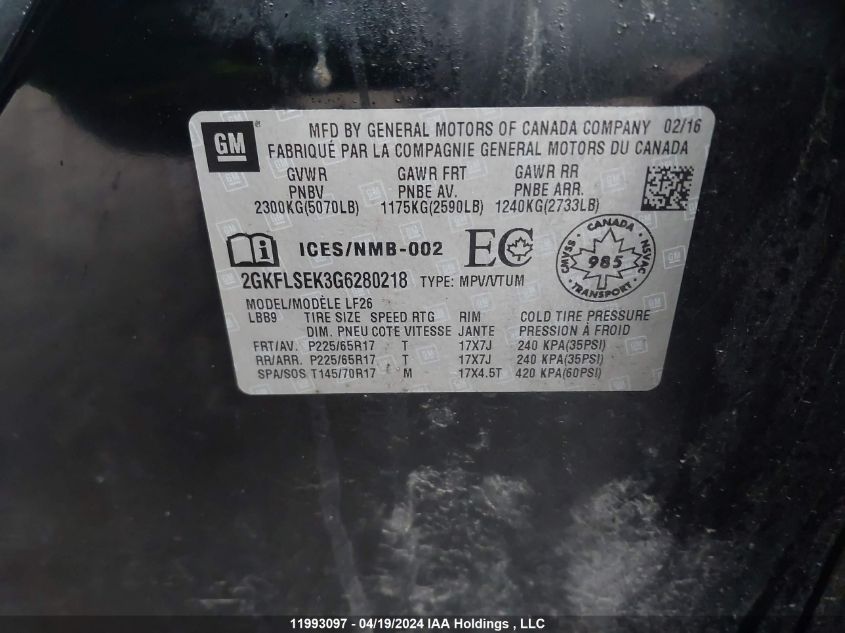 GM ® MFD BY GENERAL MOTORS OF CANADA COMPANY 02/16
FABRIQUÉ PAR LA COMPAGNIE GENERAL MOTORS DU CANADA
GVWR GAWR FRT GAWR RR
PNBV PNBE AV. PNBE ARR.
2300KG(5070LB) 1175KG(2590LB) 1240KG(2733LB)
ICES/NMB-002 EC CANADA CMVSS 985 NSVAC TRANSPORT
2GKFLSEK3G6280218 TYPE: MPV/VTUM
MODEL/MODÈLE LF26
LBB9 TIRE SIZE SPEED RTG RIM COLD TIRE PRESSURE
DIM. PNEU COTE VITESSE JANTE PRESSION À FROID
FRT/AV. P225/65R17 T 17X7J 240 KPA(35PSI)
RR/ARR. P225/65R17 T 17X7J 240 KPA(35PSI)
SPA/SOS T145/70R17 M 17X4.5T 420 KPA(60PSI)
11993097 - 04/19/2024 IAA Holdings , LLC